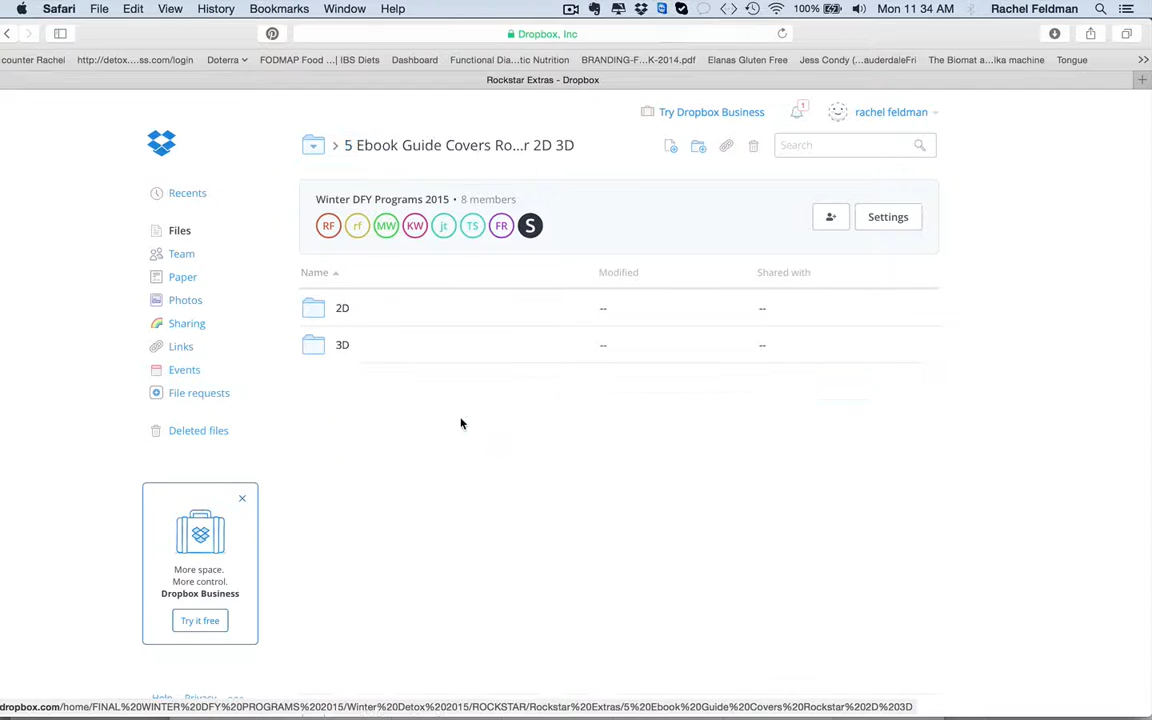 Safari File Edit View History Bookmarks Window Help 100% Mon 11 34 AM Rachel Feldman
Dropbox, Inc
counter Rachel http://detox....ss.com/login Doterra FODMAP Food ...| IBS Diets Dashboard Functional Dia...tic Nutrition BRANDING-F...K-2014.pdf Elanas Gluten Free Jess Condy (...auderdaleFri The Biomat a...lka machine Tongue >>
Rockstar Extras - Dropbox
Try Dropbox Business 1 rachel feldman
> 5 Ebook Guide Covers Ro...r 2D 3D
Search
Recents
Files
Team
Paper
Photos
Sharing
Links
Events
File requests
Deleted files
Winter DFY Programs 2015 • 8 members
RF rf MW KW jt TS FR S
Settings
Name Modified Shared with
2D -- --
3D -- --
More space.
More control.
Dropbox Business
Try it free
Help Privacy
dropbox.com/home/FINAL%20WINTER%20DFY%20PROGRAMS%202015/Winter%20Detox%202015/ROCKSTAR/Rockstar%20Extras/5%20Ebook%20Guide%20Covers%20Rockstar%202D%203D